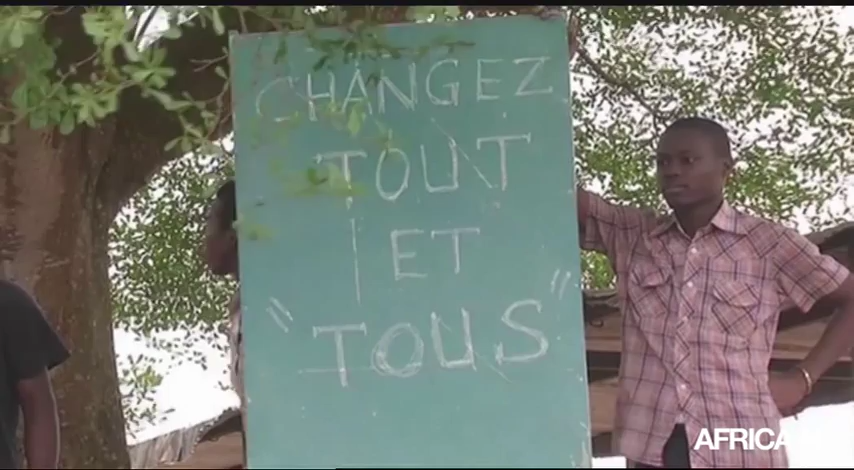 CHANGEZ
TOUT
ET
"TOUS"
AFRICA